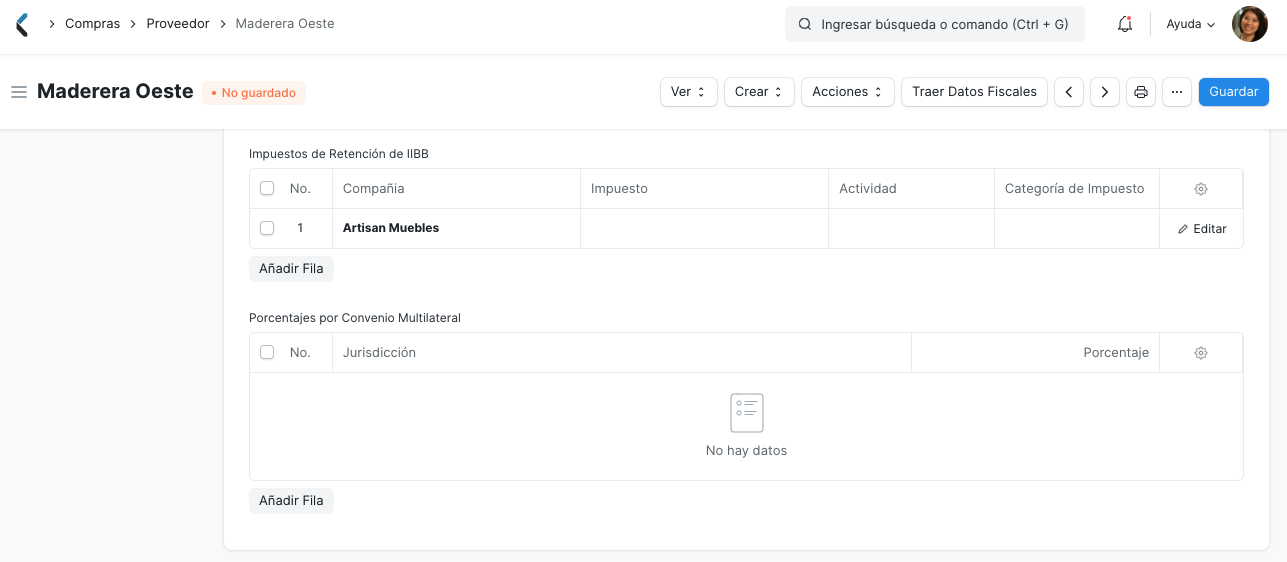 Compras Proveedor Maderera Oeste
Ingresar búsqueda o comando (Ctrl + G)
Ayuda
Maderera Oeste
No guardado
Ver
Crear
Acciones
Traer Datos Fiscales
Guardar
Impuestos de Retención de IIBB
No. Compañia Impuesto Actividad Categoría de Impuesto
1 Artisan Muebles Editar
Añadir Fila
Porcentajes por Convenio Multilateral
No. Jurisdicción Porcentaje
No hay datos
Añadir Fila